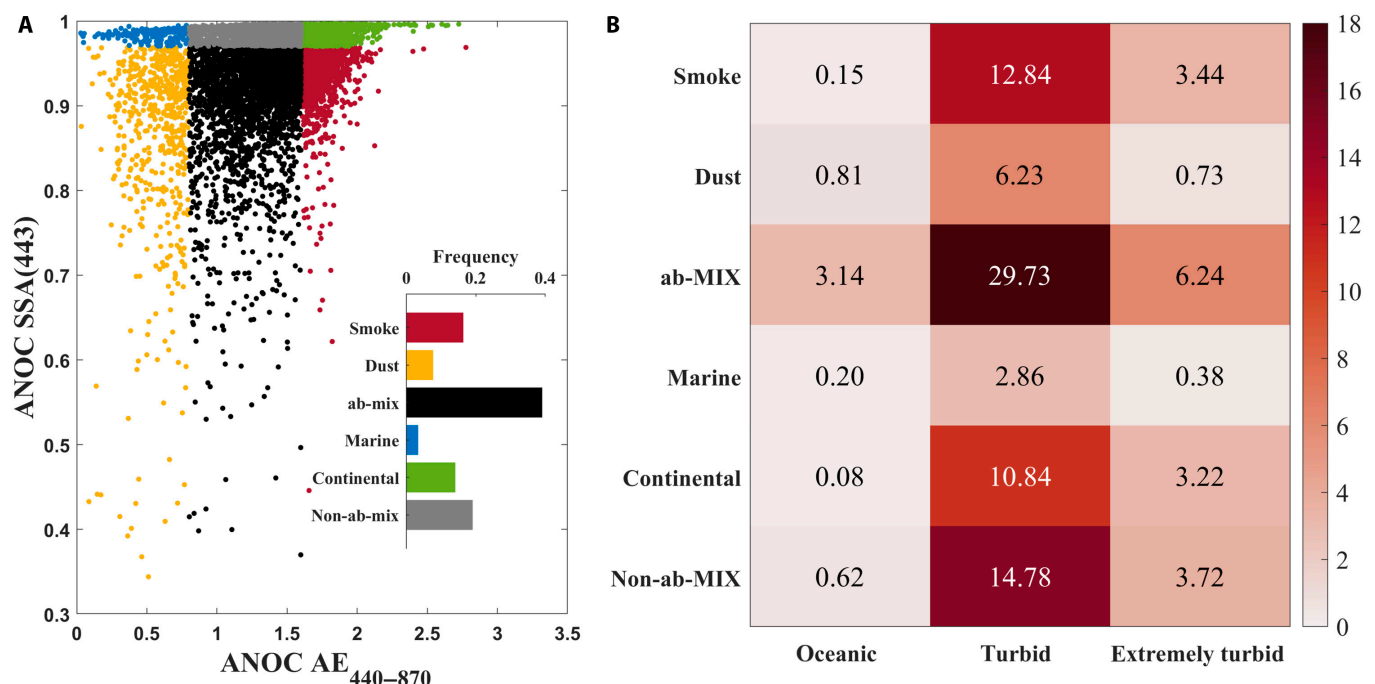 A
ANOC SSA(443)
1
0.9
0.8
0.7
0.6
0.5
0.4
0.3
0 0.5 1 1.5 2 2.5 3 3.5
ANOC AE440–870
Frequency
0 0.2 0.4
Smoke
Dust
ab-mix
Marine
Continental
Non-ab-mix
B
Smoke 0.15 12.84 3.44
Dust 0.81 6.23 0.73
ab-MIX 3.14 29.73 6.24
Marine 0.20 2.86 0.38
Continental 0.08 10.84 3.22
Non-ab-MIX 0.62 14.78 3.72
Oceanic Turbid Extremely turbid
18
16
14
12
10
8
6
4
2
0